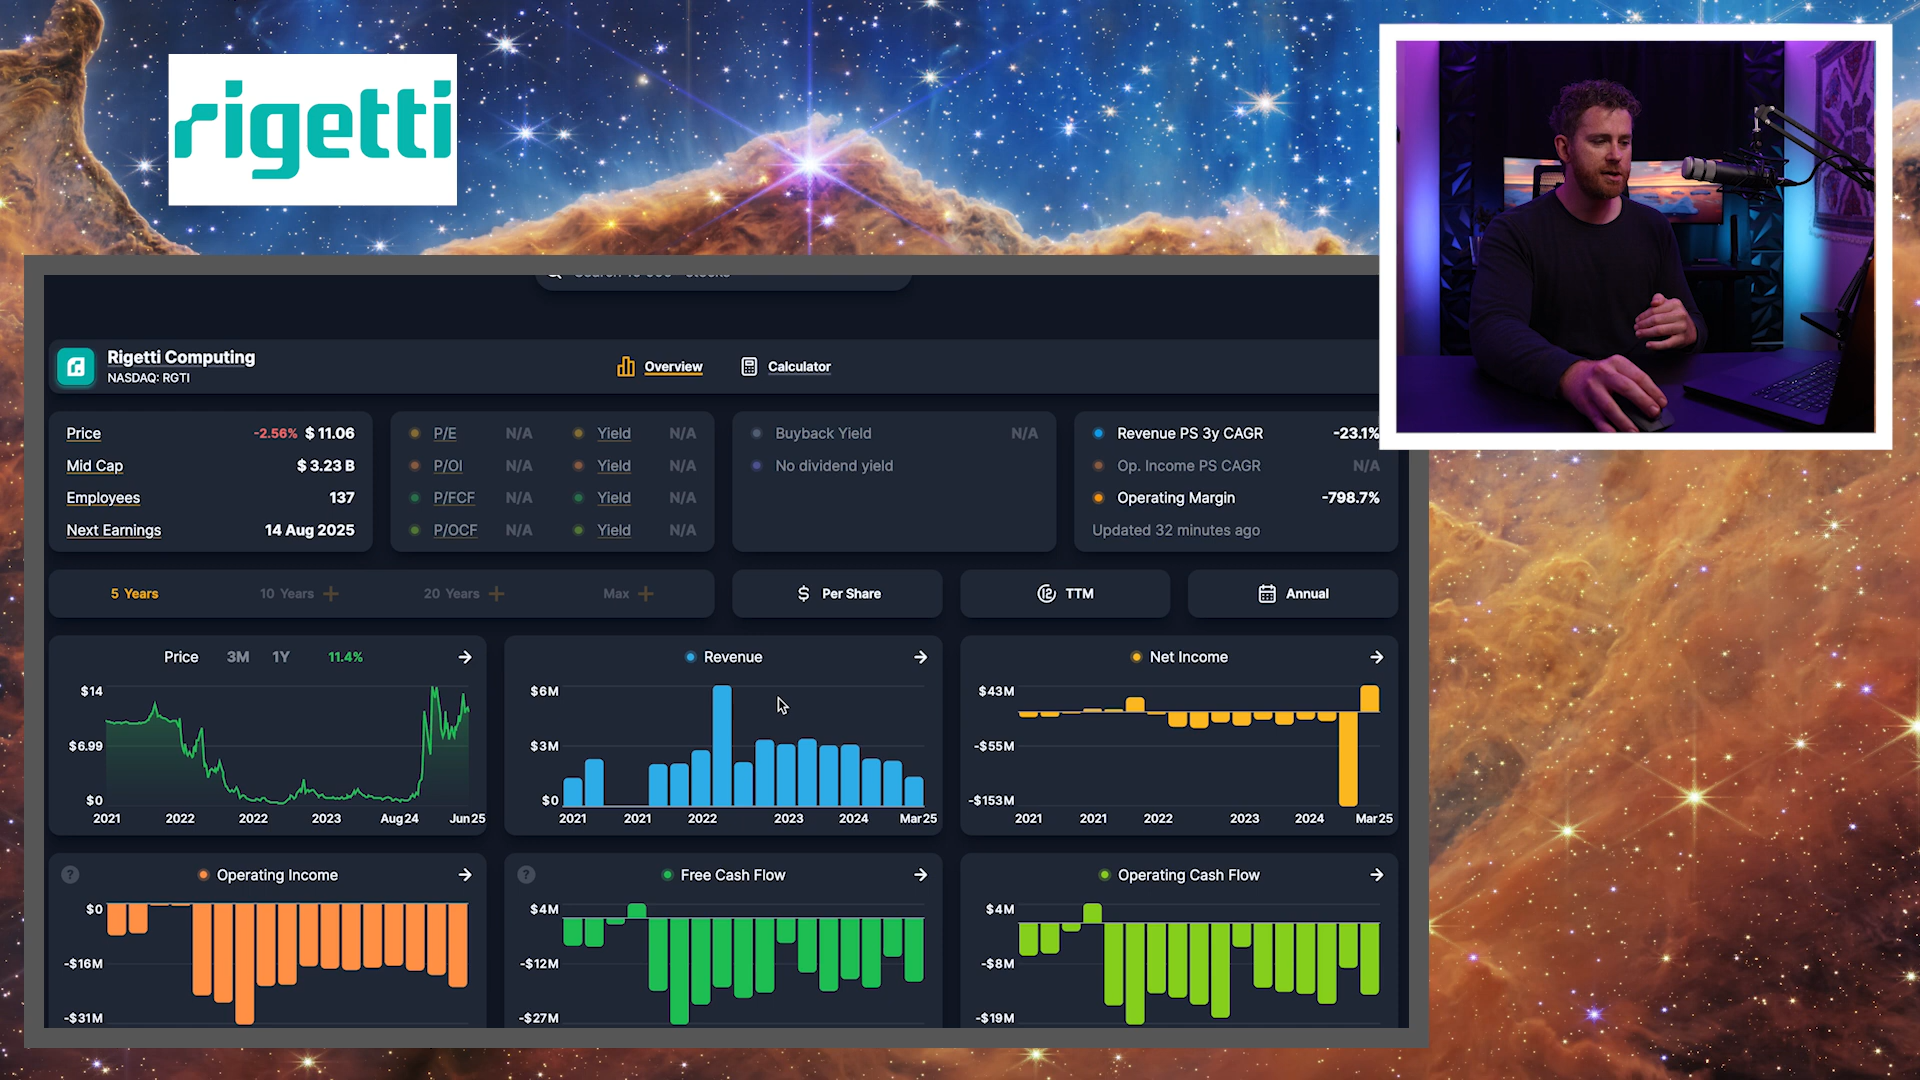 rigetti
Search 10 000+ stocks
Rigetti Computing
NASDAQ: RGTI
Overview
Calculator
Price -2.56% $ 11.06
Mid Cap $ 3.23 B
Employees 137
Next Earnings 14 Aug 2025
P/E N/A Yield N/A
P/OI N/A Yield N/A
P/FCF N/A Yield N/A
P/OCF N/A Yield N/A
Buyback Yield N/A
No dividend yield
Revenue PS 3y CAGR -23.1%
Op. Income PS CAGR N/A
Operating Margin -798.7%
Updated 32 minutes ago
5 Years 10 Years + 20 Years + Max +
$ Per Share
12 TTM
Annual
Price 3M 1Y 11.4%
$14
$6.99
$0
2021 2022 2022 2023 Aug 24 Jun 25
Revenue
$6M
$3M
$0
2021 2021 2022 2023 2024 Mar 25
Net Income
$43M
-$55M
-$153M
2021 2021 2022 2023 2024 Mar 25
? Operating Income
$0
-$16M
-$31M
? Free Cash Flow
$4M
-$12M
-$27M
Operating Cash Flow
$4M
-$8M
-$19M